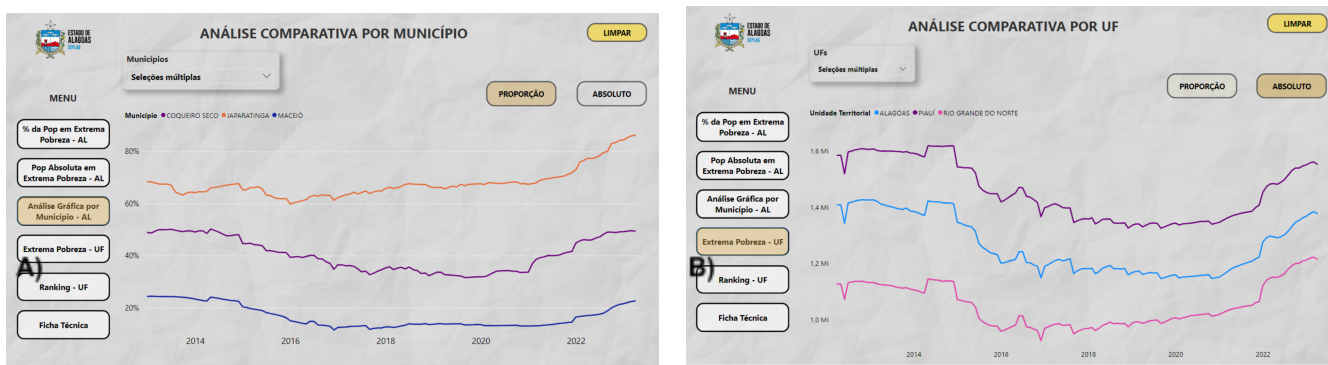 ESTADO DE
ALAGOAS
SEPLAG
ANÁLISE COMPARATIVA POR MUNICÍPIO
LIMPAR
Municípios
Seleções múltiplas
PROPORÇÃO
ABSOLUTO
MENU
% da Pop em Extrema
Pobreza - AL
Pop Absoluta em
Extrema Pobreza - AL
Análise Gráfica por
Município - AL
Extrema Pobreza - UF
A)
Ranking - UF
Ficha Técnica
Município COQUEIRO SECO JAPARATINGA MACEIÓ
80%
60%
40%
20%
2014
2016
2018
2020
2022
ESTADO DE
ALAGOAS
SEPLAG
ANÁLISE COMPARATIVA POR UF
LIMPAR
UFs
Seleções múltiplas
PROPORÇÃO
ABSOLUTO
MENU
% da Pop em Extrema
Pobreza - AL
Pop Absoluta em
Extrema Pobreza - AL
Análise Gráfica por
Município - AL
Extrema Pobreza - UF
B)
Ranking - UF
Ficha Técnica
Unidade Territorial ALAGOAS PIAUÍ RIO GRANDE DO NORTE
1,6 Mi
1,4 Mi
1,2 Mi
1,0 Mi
2014
2016
2018
2020
2022